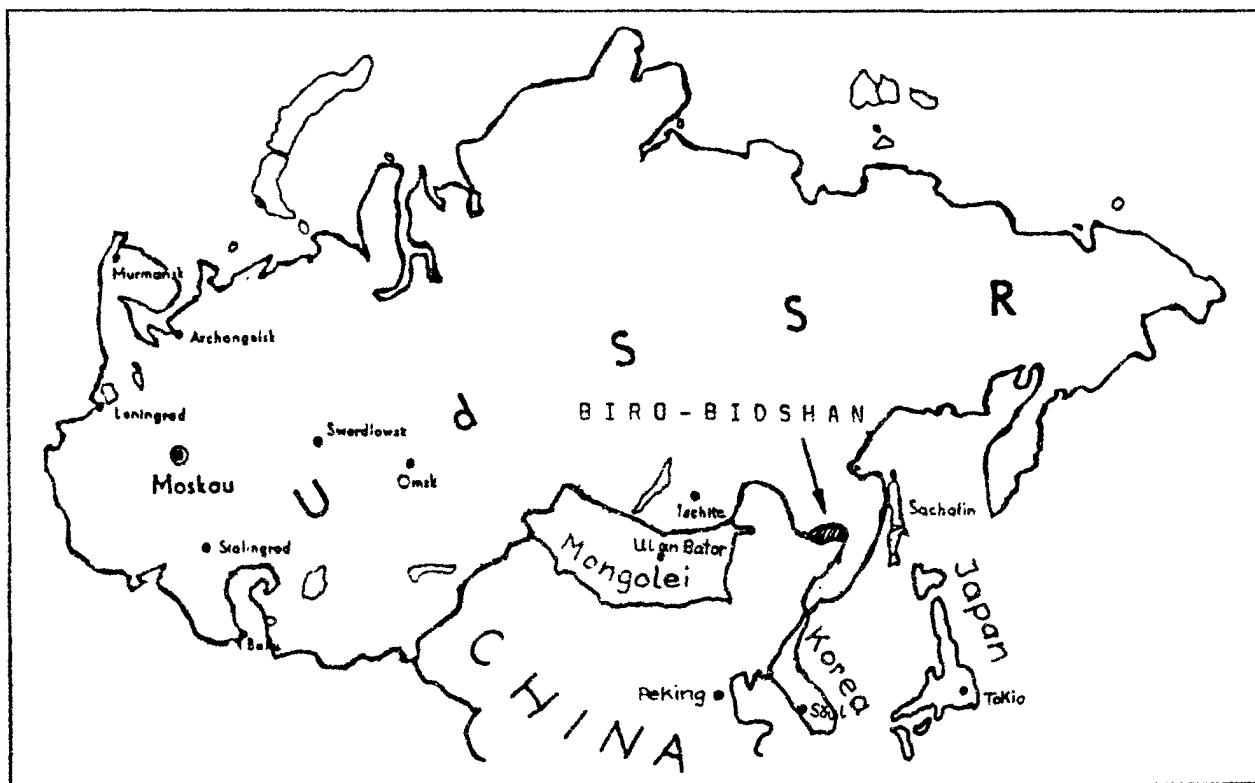 Murmansk
Archangelsk
S
S
R
Leningrad
d
BIRO-BIDSHAN
Swerdlowsk
Moskau
U
Omsk
Tschita
Sachalin
Stalingrad
Ulan Bator
Mongolei
Japan
Baku
CHINA
Korea
Peking
Söul
Tokio